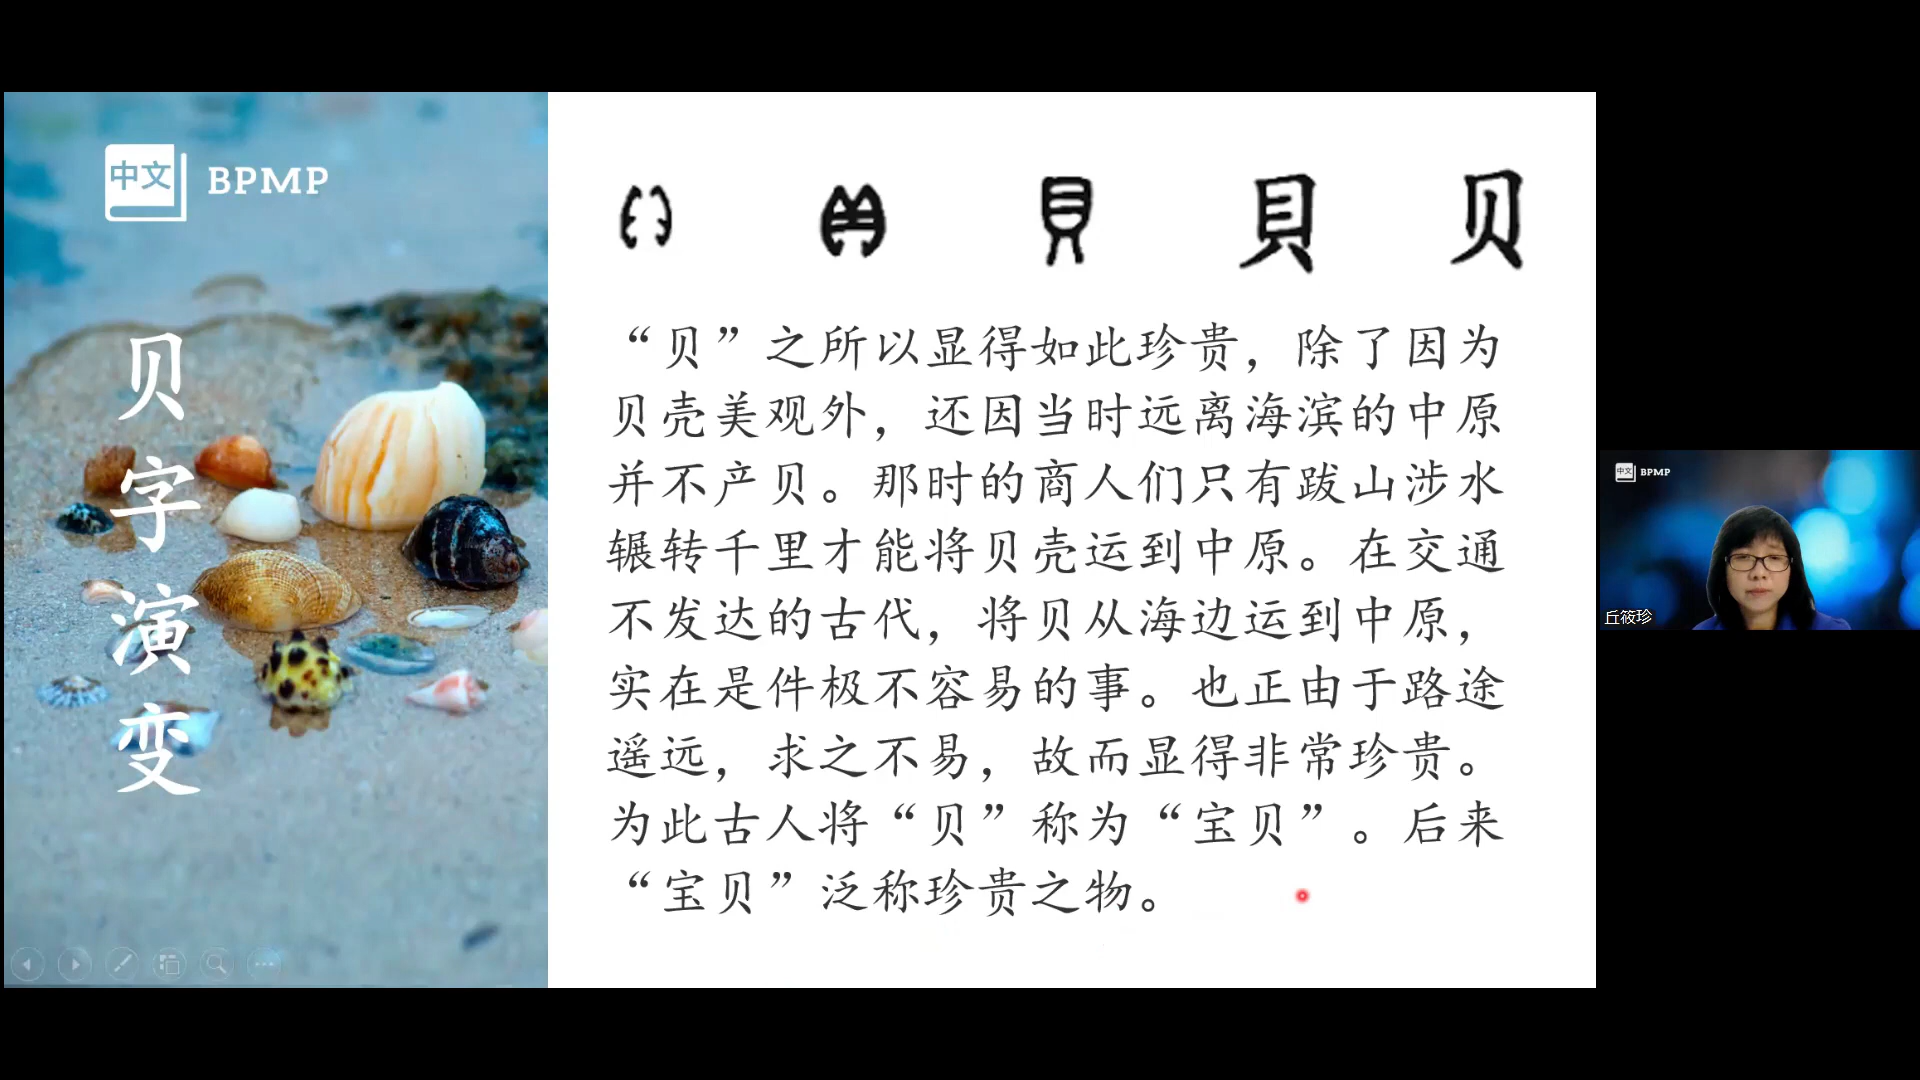 中文 BPMP
贝字演变
貝 贝
“贝”之所以显得如此珍贵，除了因为
贝壳美观外，还因当时远离海滨的中原
并不产贝。那时的商人们只有跋山涉水
辗转千里才能将贝壳运到中原。在交通
不发达的古代，将贝从海边运到中原，
实在是件极不容易的事。也正由于路途
遥远，求之不易，故而显得非常珍贵。
为此古人将“贝”称为“宝贝”。后来
“宝贝”泛称珍贵之物。
中文 BPMP
丘筱珍